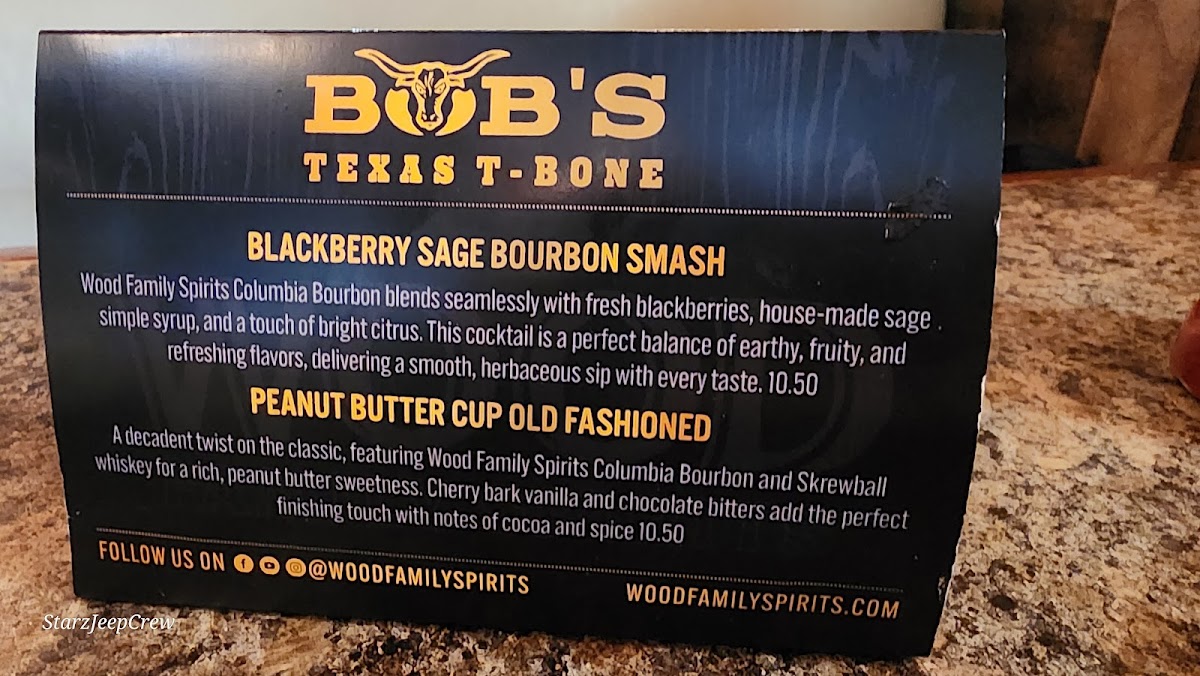 BOB'S
TEXAS T-BONE
BLACKBERRY SAGE BOURBON SMASH
Wood Family Spirits Columbia Bourbon blends seamlessly with fresh blackberries, house-made sage
simple syrup, and a touch of bright citrus. This cocktail is a perfect balance of earthy, fruity, and
refreshing flavors, delivering a smooth, herbaceous sip with every taste. 10.50
PEANUT BUTTER CUP OLD FASHIONED
A decadent twist on the classic, featuring Wood Family Spirits Columbia Bourbon and Skrewball
whiskey for a rich, peanut butter sweetness. Cherry bark vanilla and chocolate bitters add the perfect
finishing touch with notes of cocoa and spice 10.50
FOLLOW US ON @WOODFAMILYSPIRITS
WOODFAMILYSPIRITS.COM
StarzJeepCrew